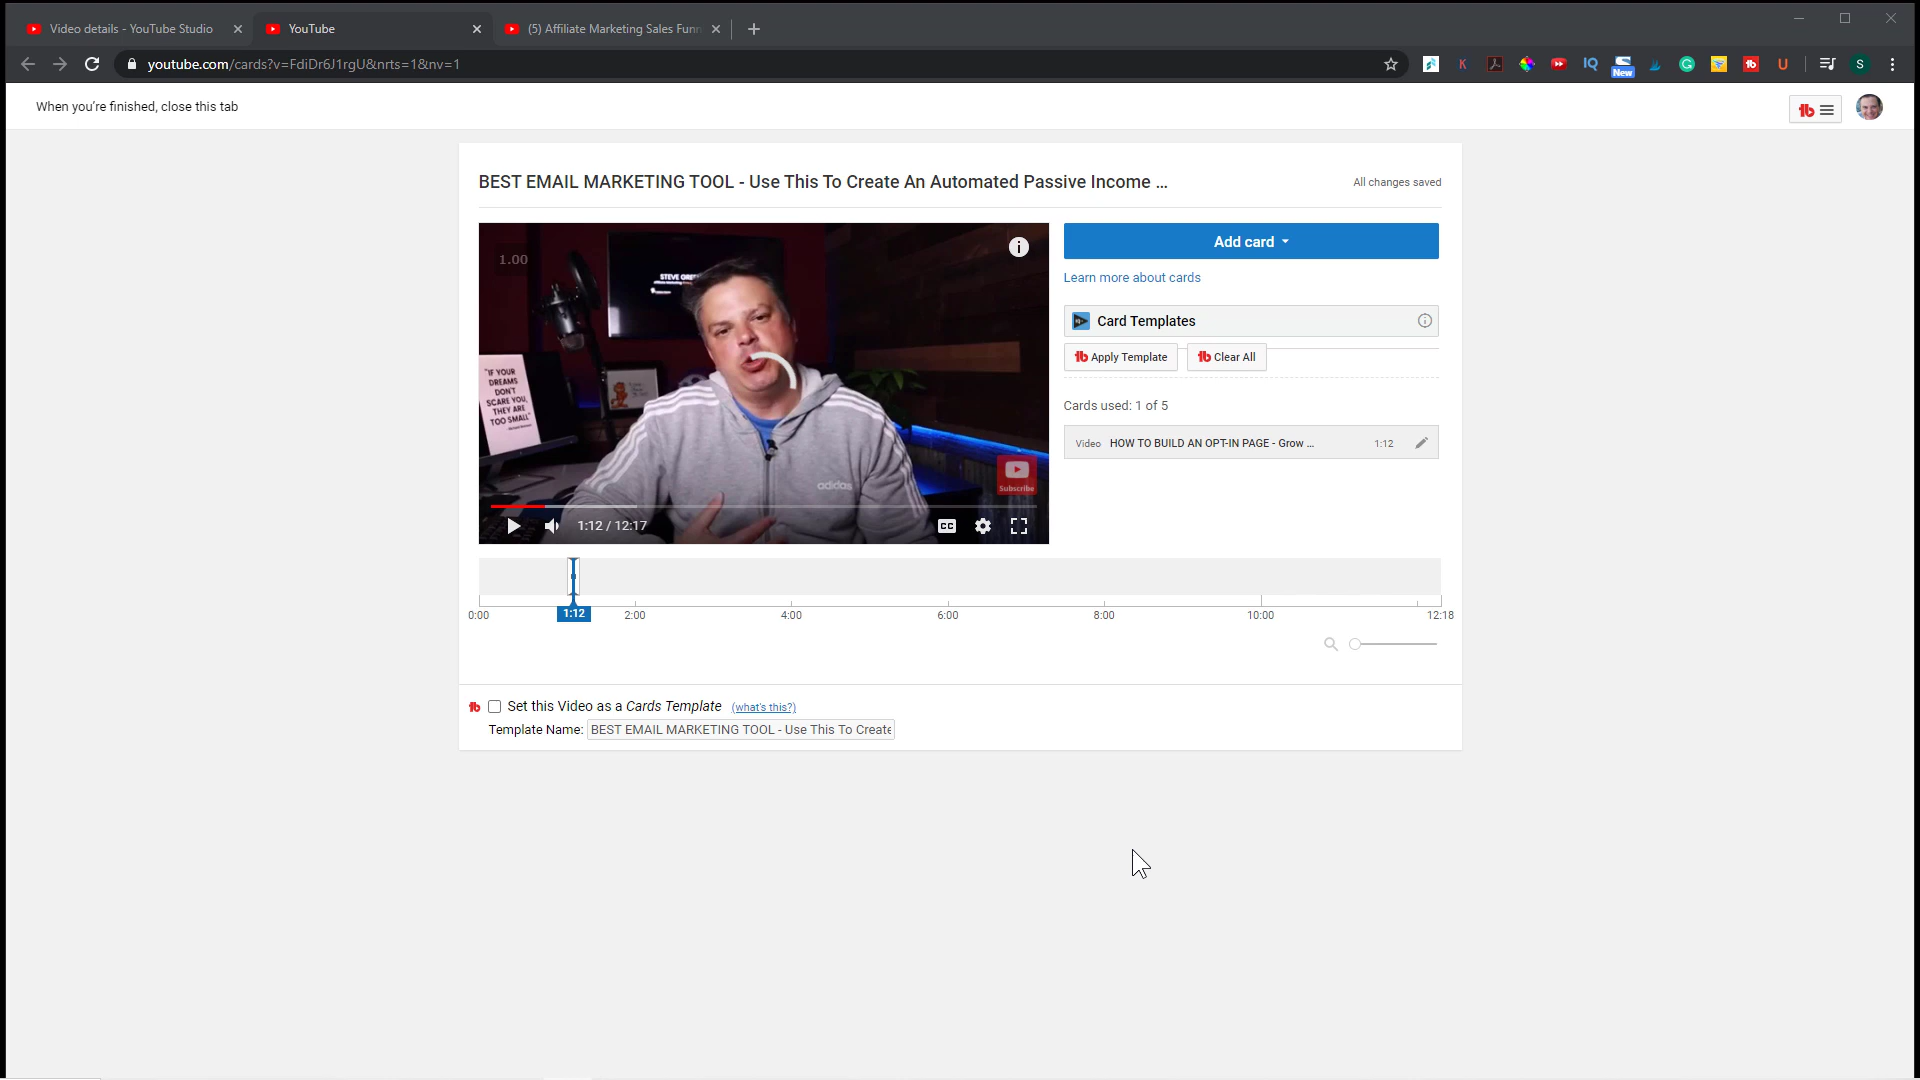 Video details - YouTube Studio
YouTube
(5) Affiliate Marketing Sales Funn
youtube.com/cards?v=FdiDr6J1rgU&nrts=1&nv=1
New
When you're finished, close this tab
BEST EMAIL MARKETING TOOL - Use This To Create An Automated Passive Income ...
All changes saved
1.00
"IF YOUR
DREAMS
DON'T
SCARE YOU,
THEY ARE
TOO SMALL"
adidas
Subscribe
1:12 / 12:17
CC
Add card
Learn more about cards
Card Templates
Apply Template
Clear All
Cards used: 1 of 5
Video HOW TO BUILD AN OPT-IN PAGE - Grow ... 1:12
0:00 1:12 2:00 4:00 6:00 8:00 10:00 12:18
Set this Video as a Cards Template (what's this?)
Template Name: BEST EMAIL MARKETING TOOL - Use This To Create